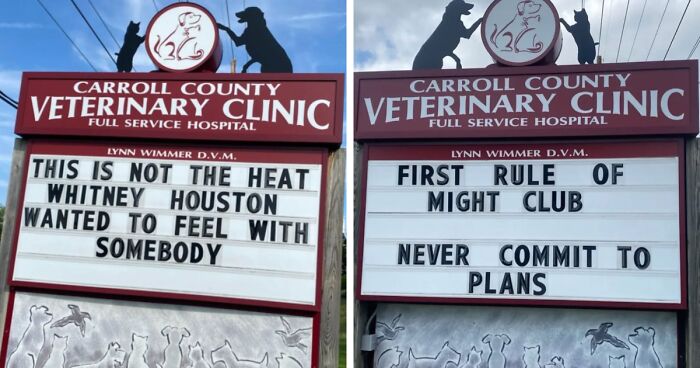 CARROLL COUNTY
VETERINARY CLINIC
FULL SERVICE HOSPITAL
LYNN WIMMER D.V.M.
THIS IS NOT THE HEAT
WHITNEY HOUSTON
WANTED TO FEEL WITH
SOMEBODY
CARROLL COUNTY
VETERINARY CLINIC
FULL SERVICE HOSPITAL
LYNN WIMMER D.V.M.
FIRST RULE OF
MIGHT CLUB
NEVER COMMIT TO
PLANS